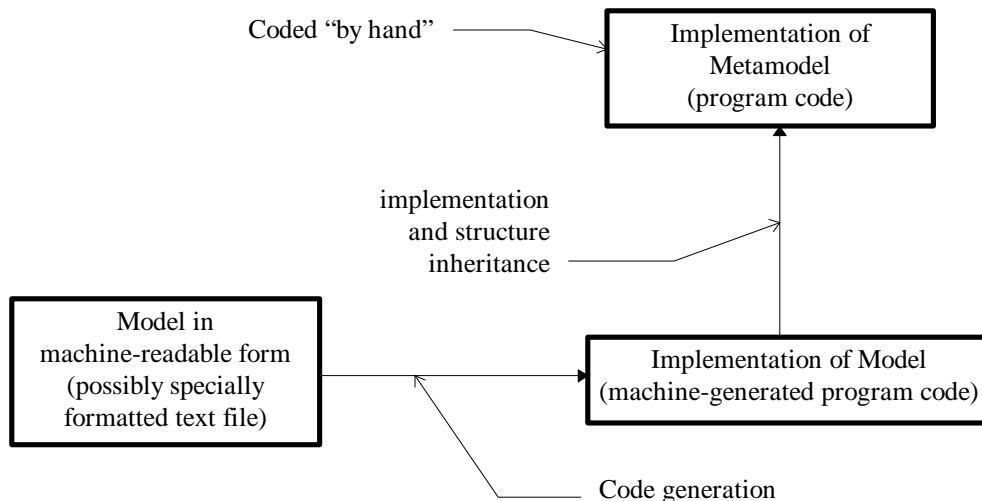 Coded “by hand”
Implementation of
Metamodel
(program code)
implementation
and structure
inheritance
Model in
machine-readable form
(possibly specially
formatted text file)
Implementation of Model
(machine-generated program code)
Code generation